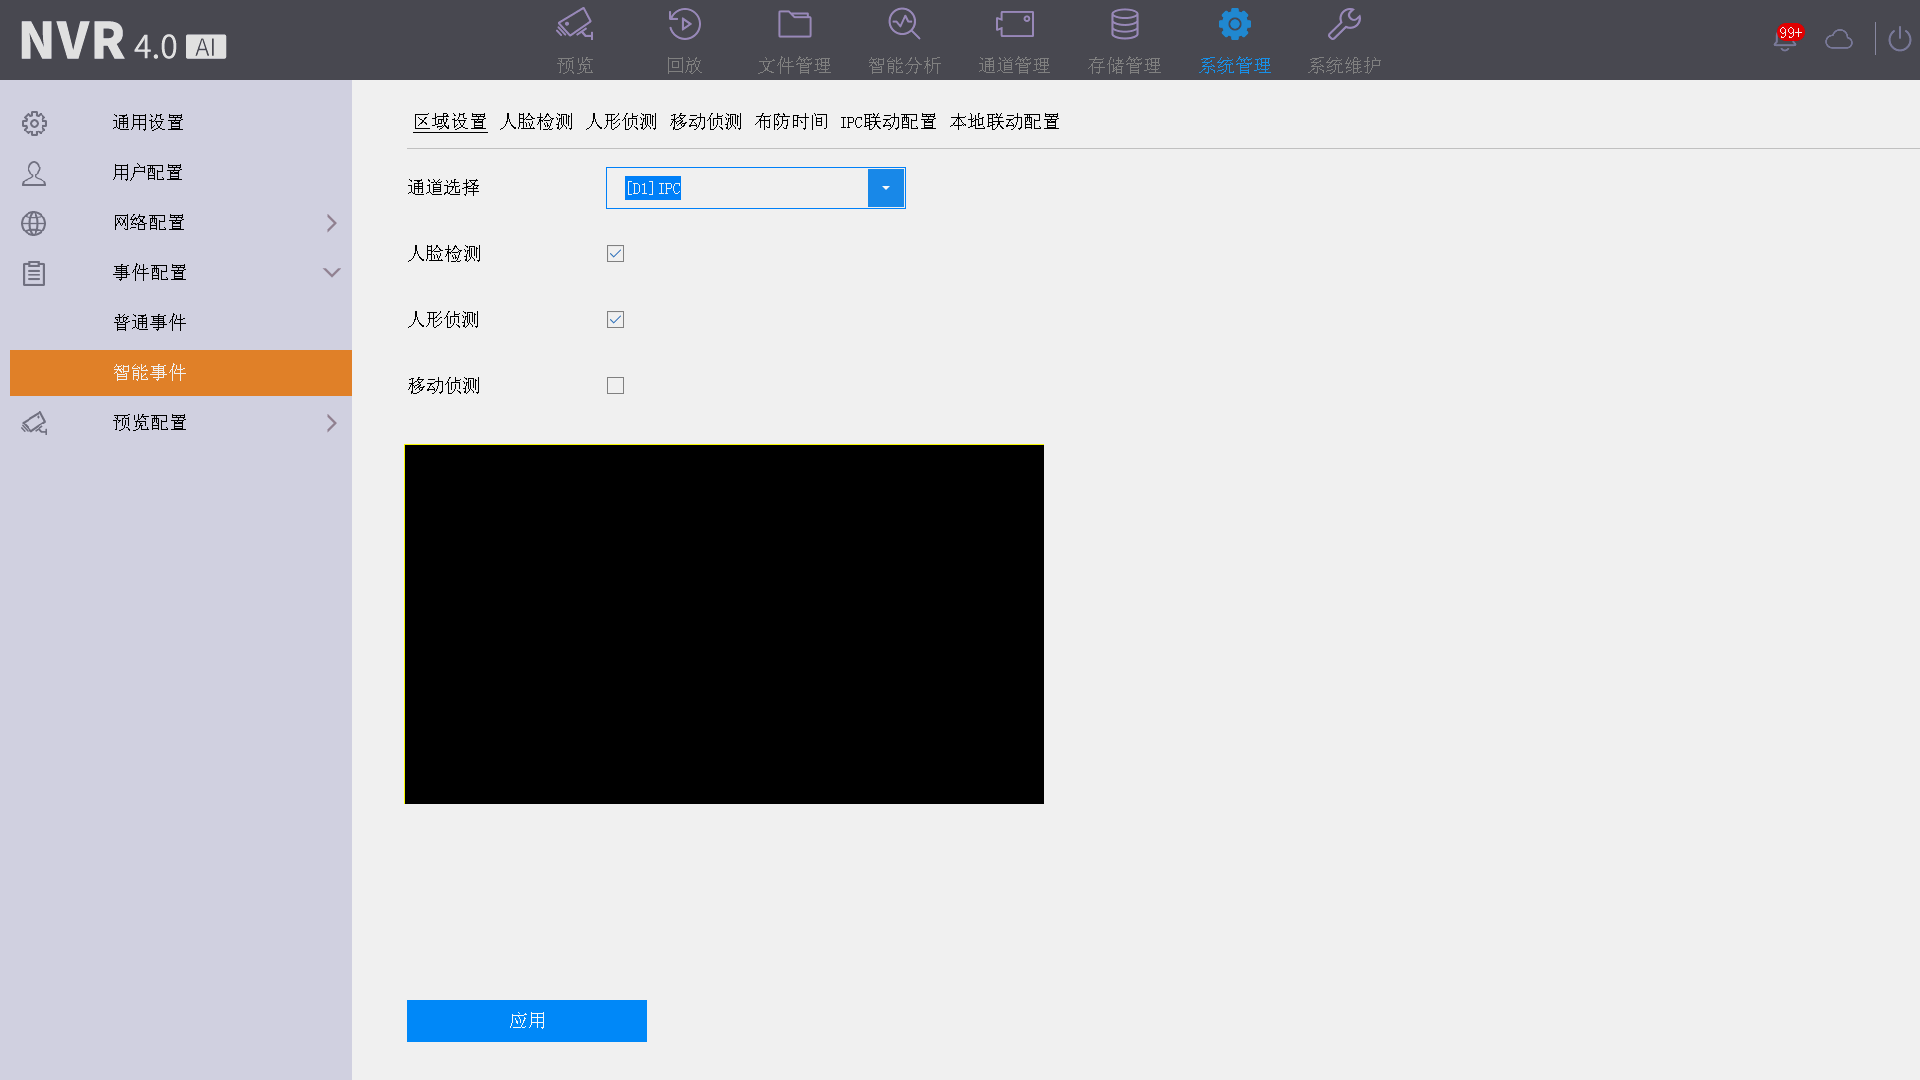 NVR 4.0 AI
预览 回放 文件管理 智能分析 通道管理 存储管理 系统管理 系统维护
99+
通用设置
用户配置
网络配置
事件配置
普通事件
智能事件
预览配置
区域设置 人脸检测 人形侦测 移动侦测 布防时间 IPC联动配置 本地联动配置
通道选择 [D1]IPC
人脸检测
人形侦测
移动侦测
应用